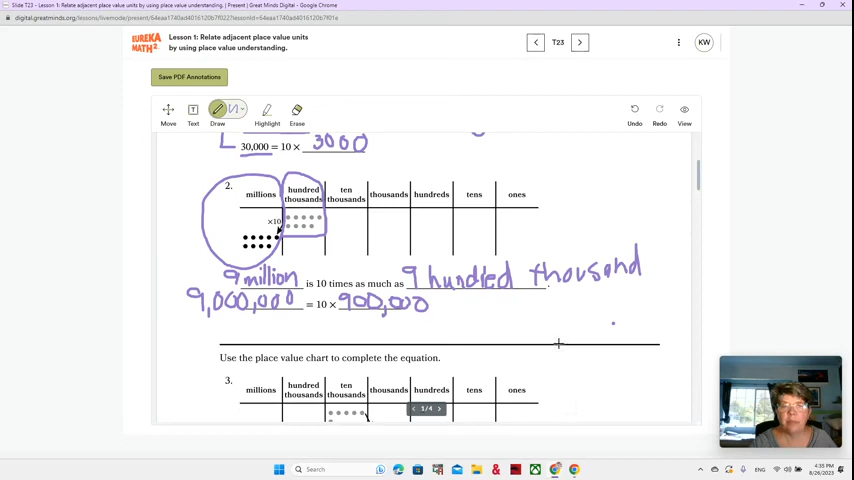 Slide T23 - Lesson 1: Relate adjacent place value units by using place value understanding. | Present | Great Minds Digital - Google Chrome
digital.greatminds.org/lessons/livemode/present/64eaa1740ad4016120b7f022?sessionId=64eaa1740ad4016120b7f01e
EUREKA MATH²
Lesson 1: Relate adjacent place value units
by using place value understanding.
T23
KW
Save PDF Annotations
Move Text Draw Highlight Erase Undo Redo View
30,000 = 10 × 3000
2.
millions hundred thousands ten thousands thousands hundreds tens ones
×10
9 million is 10 times as much as 9 hundred thousand.
9,000,000 = 10 × 900,000
Use the place value chart to complete the equation.
3.
millions hundred thousands ten thousands thousands hundreds tens ones
1/4
Search
ENG
4:35 PM
8/26/2023